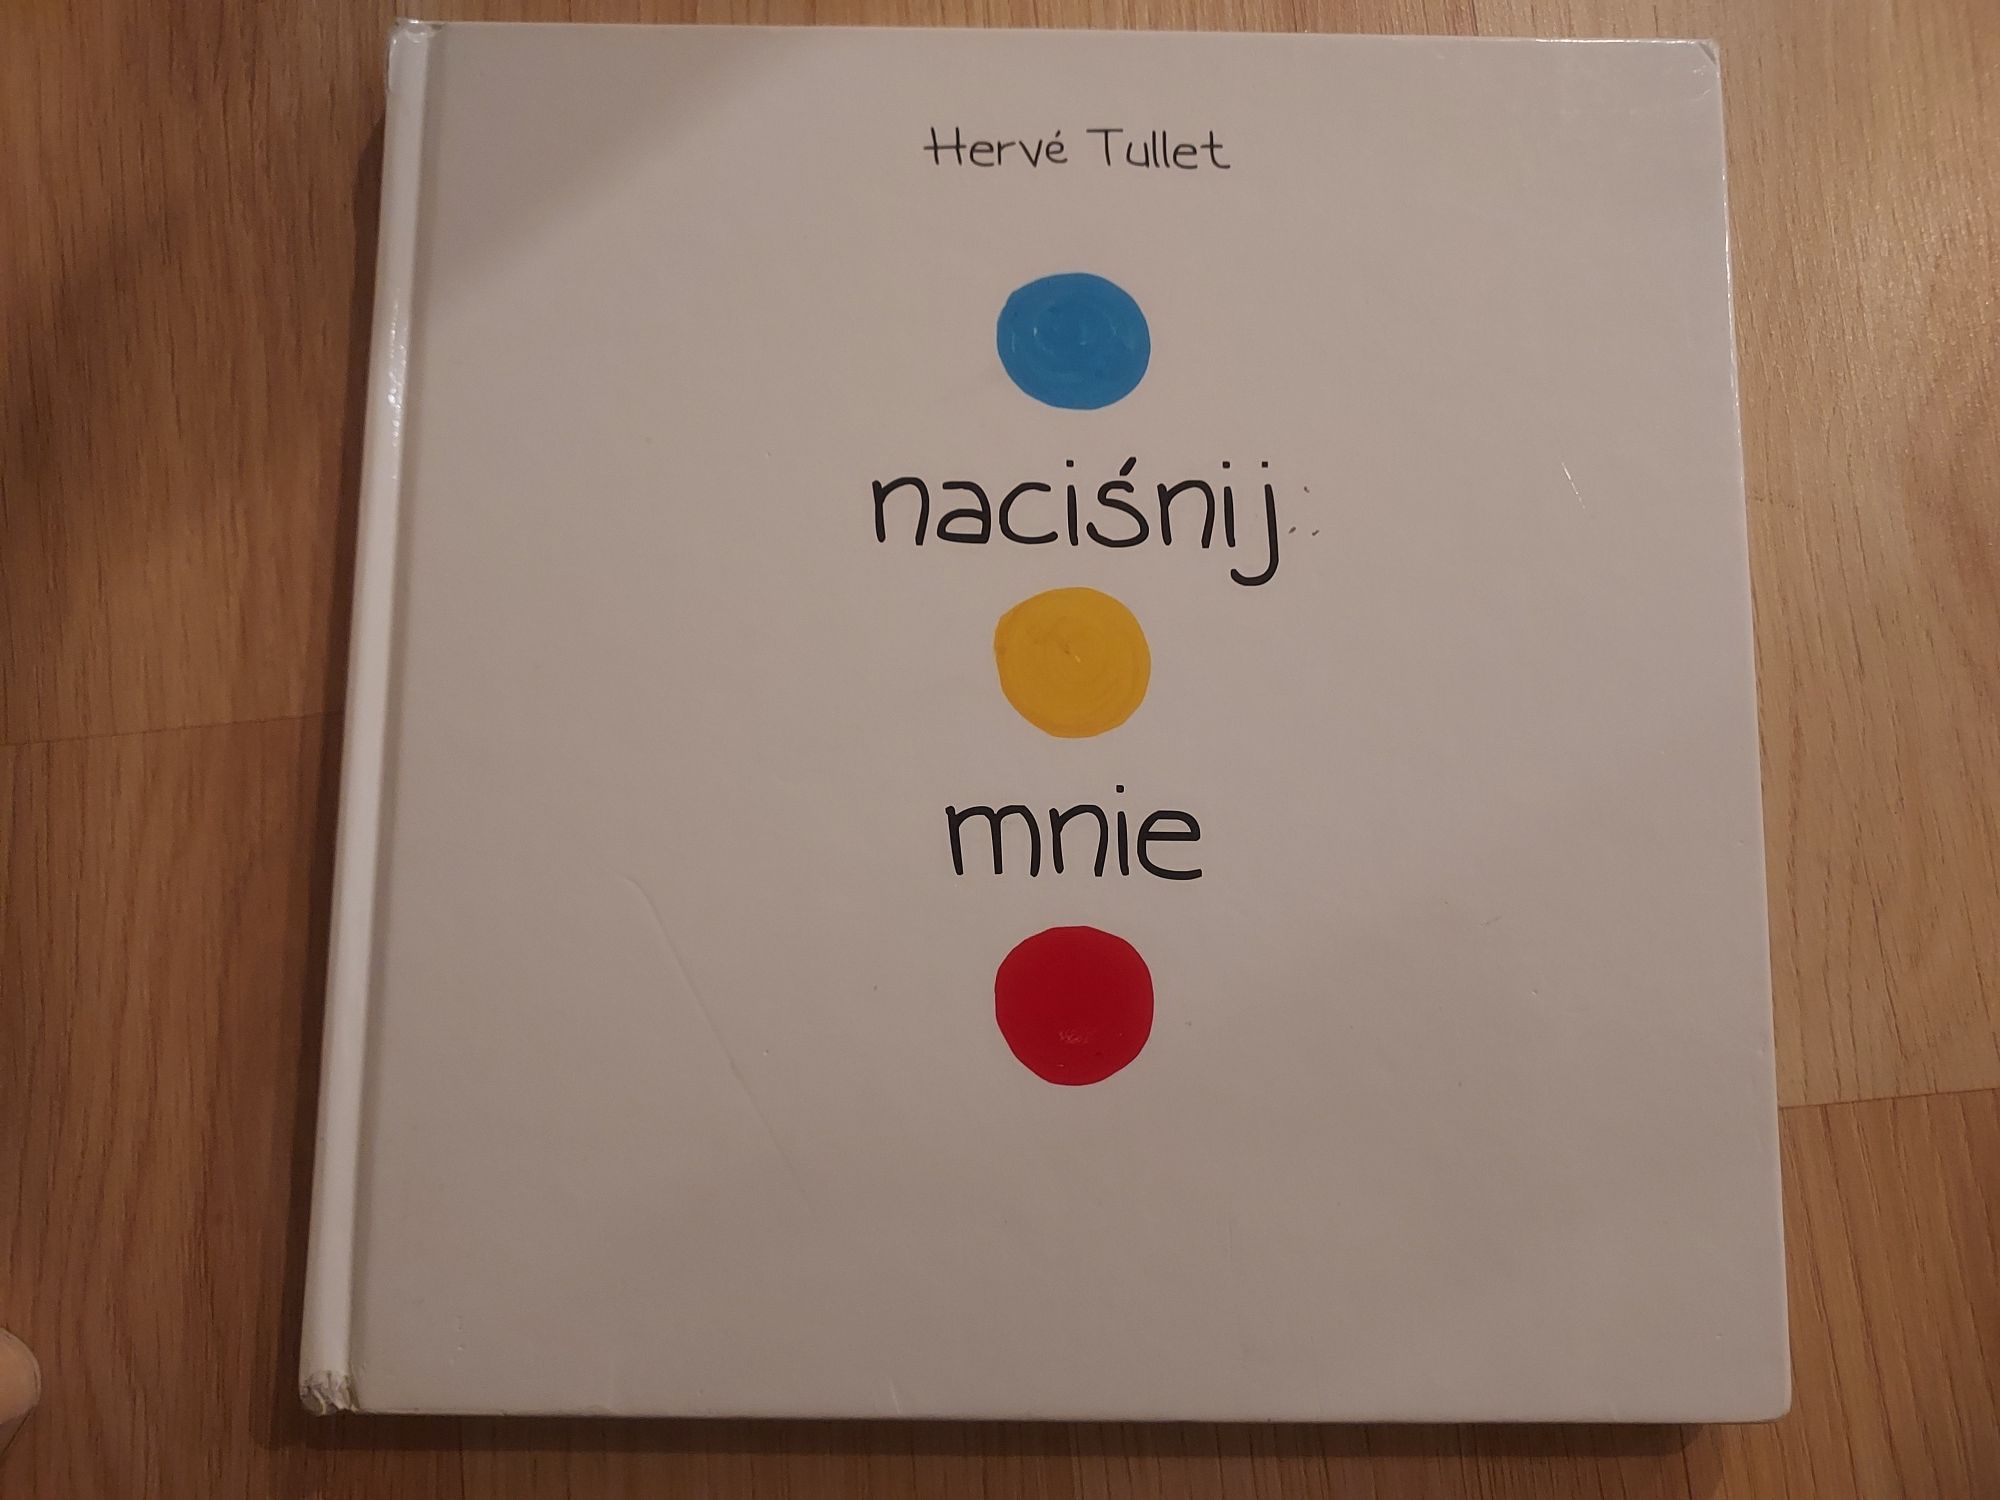 Hervé Tullet
naciśnij
mnie